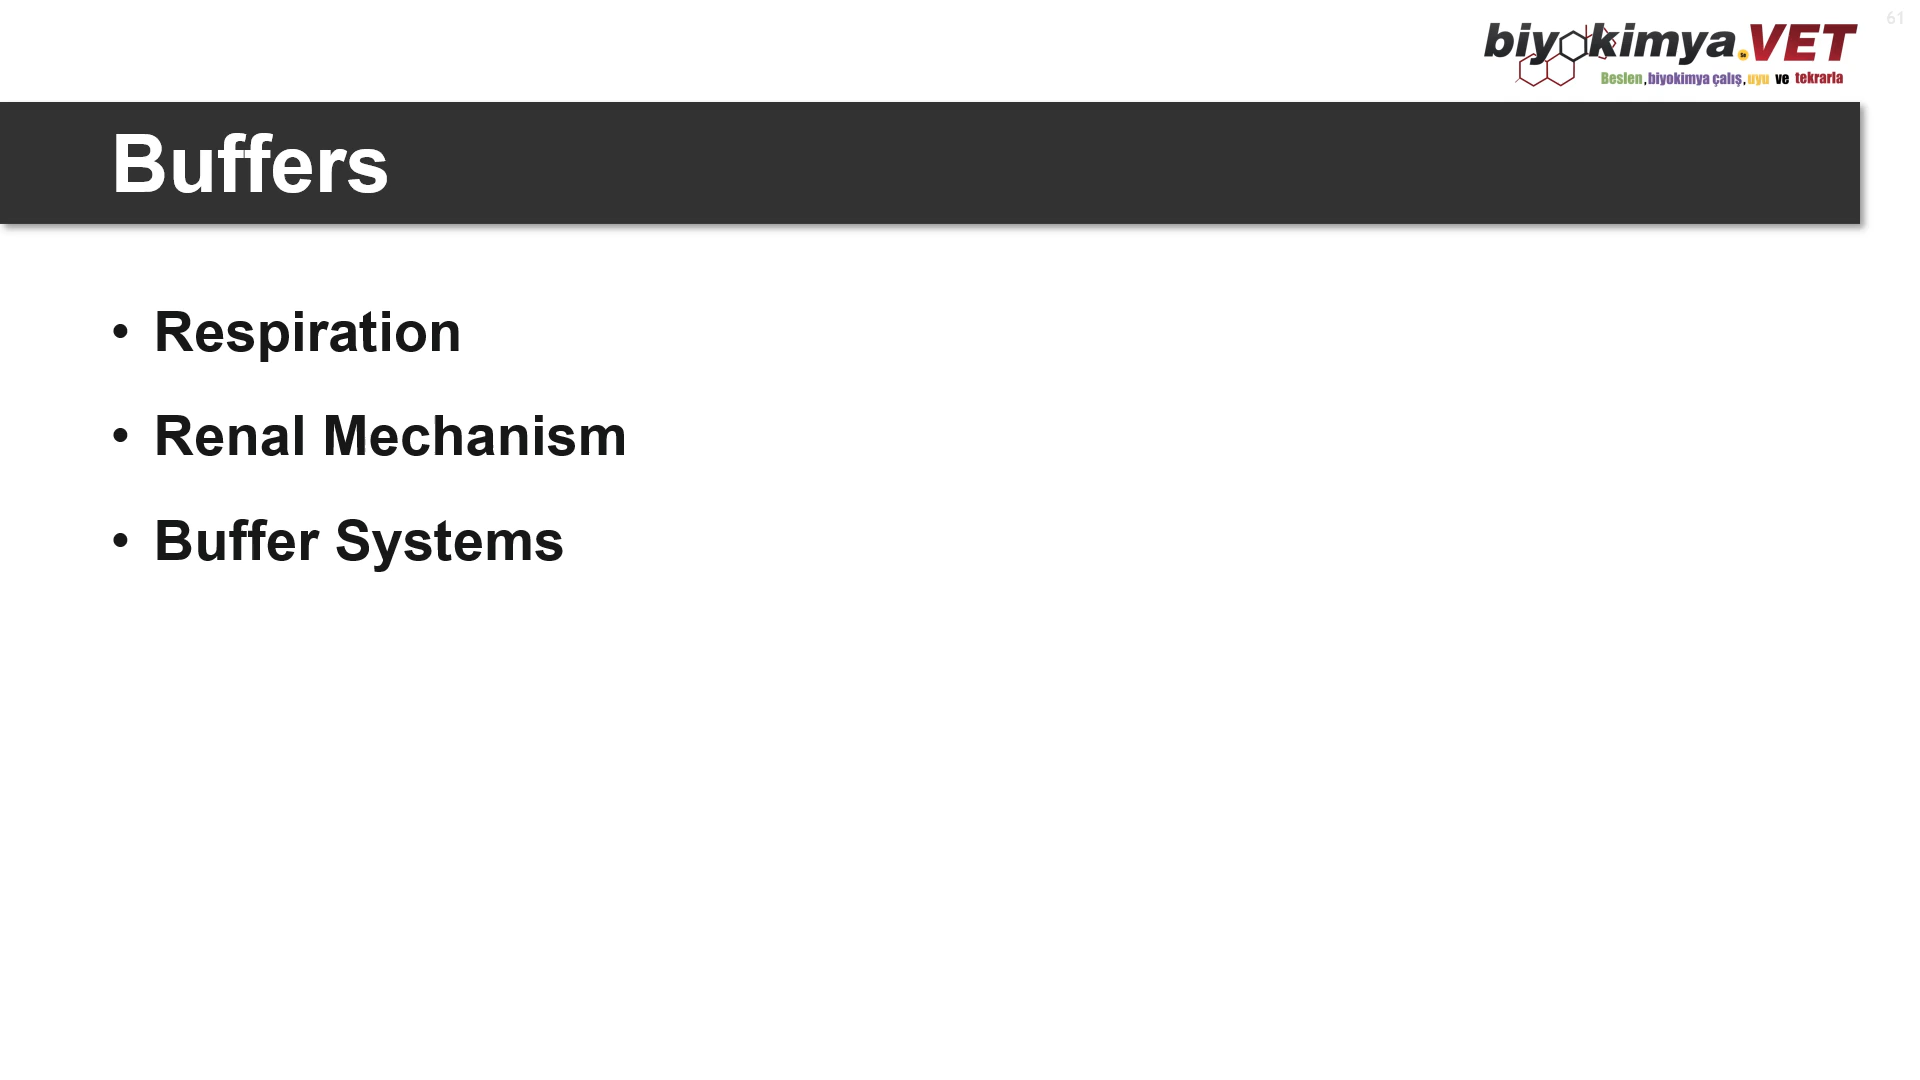 61
biyokimya.VET
Beslen, biyokimya çalış, uyu ve tekrarla
Buffers
• Respiration
• Renal Mechanism
• Buffer Systems